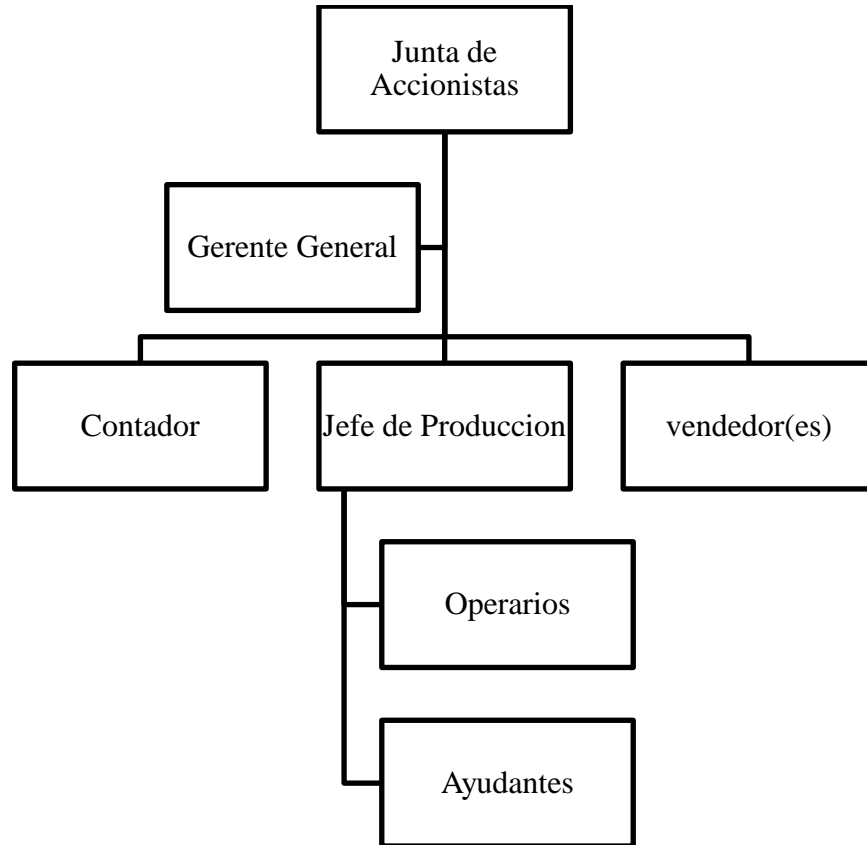 Junta de
Accionistas
Gerente General
Contador
Jefe de Produccion
vendedor(es)
Operarios
Ayudantes